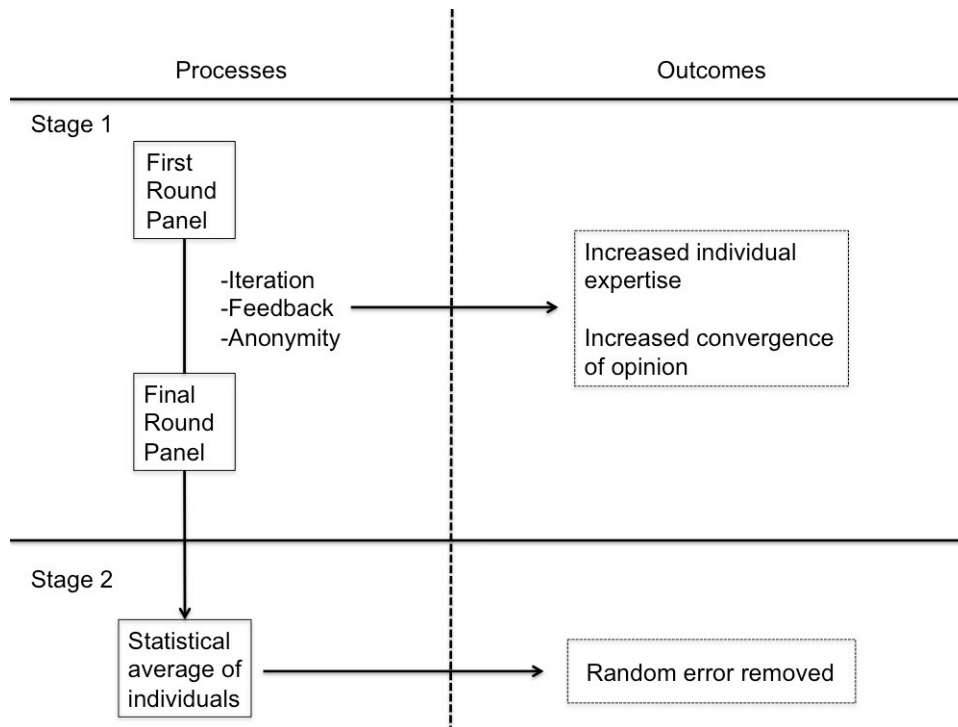 Processes
Outcomes
Stage 1
First
Round
Panel
-Iteration
-Feedback
-Anonymity
Increased individual
expertise
Increased convergence
of opinion
Final
Round
Panel
Stage 2
Statistical
average of
individuals
Random error removed